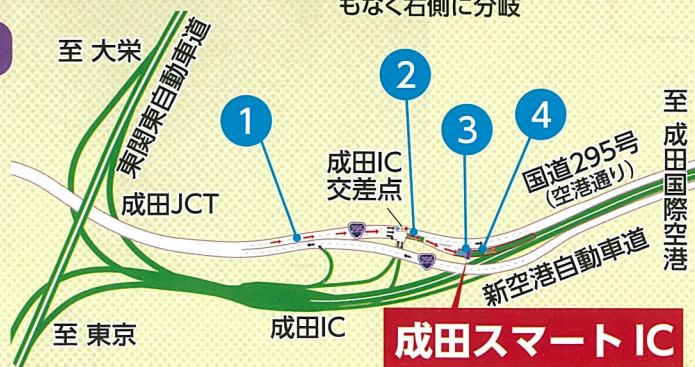 もなく右側に分岐
至 大栄
東関東自動車道
1
2
3
4
成田IC
交差点
成田JCT
国道295号
(空港通り)
至 成田国際空港
新空港自動車道
至 東京
成田IC
成田スマート IC